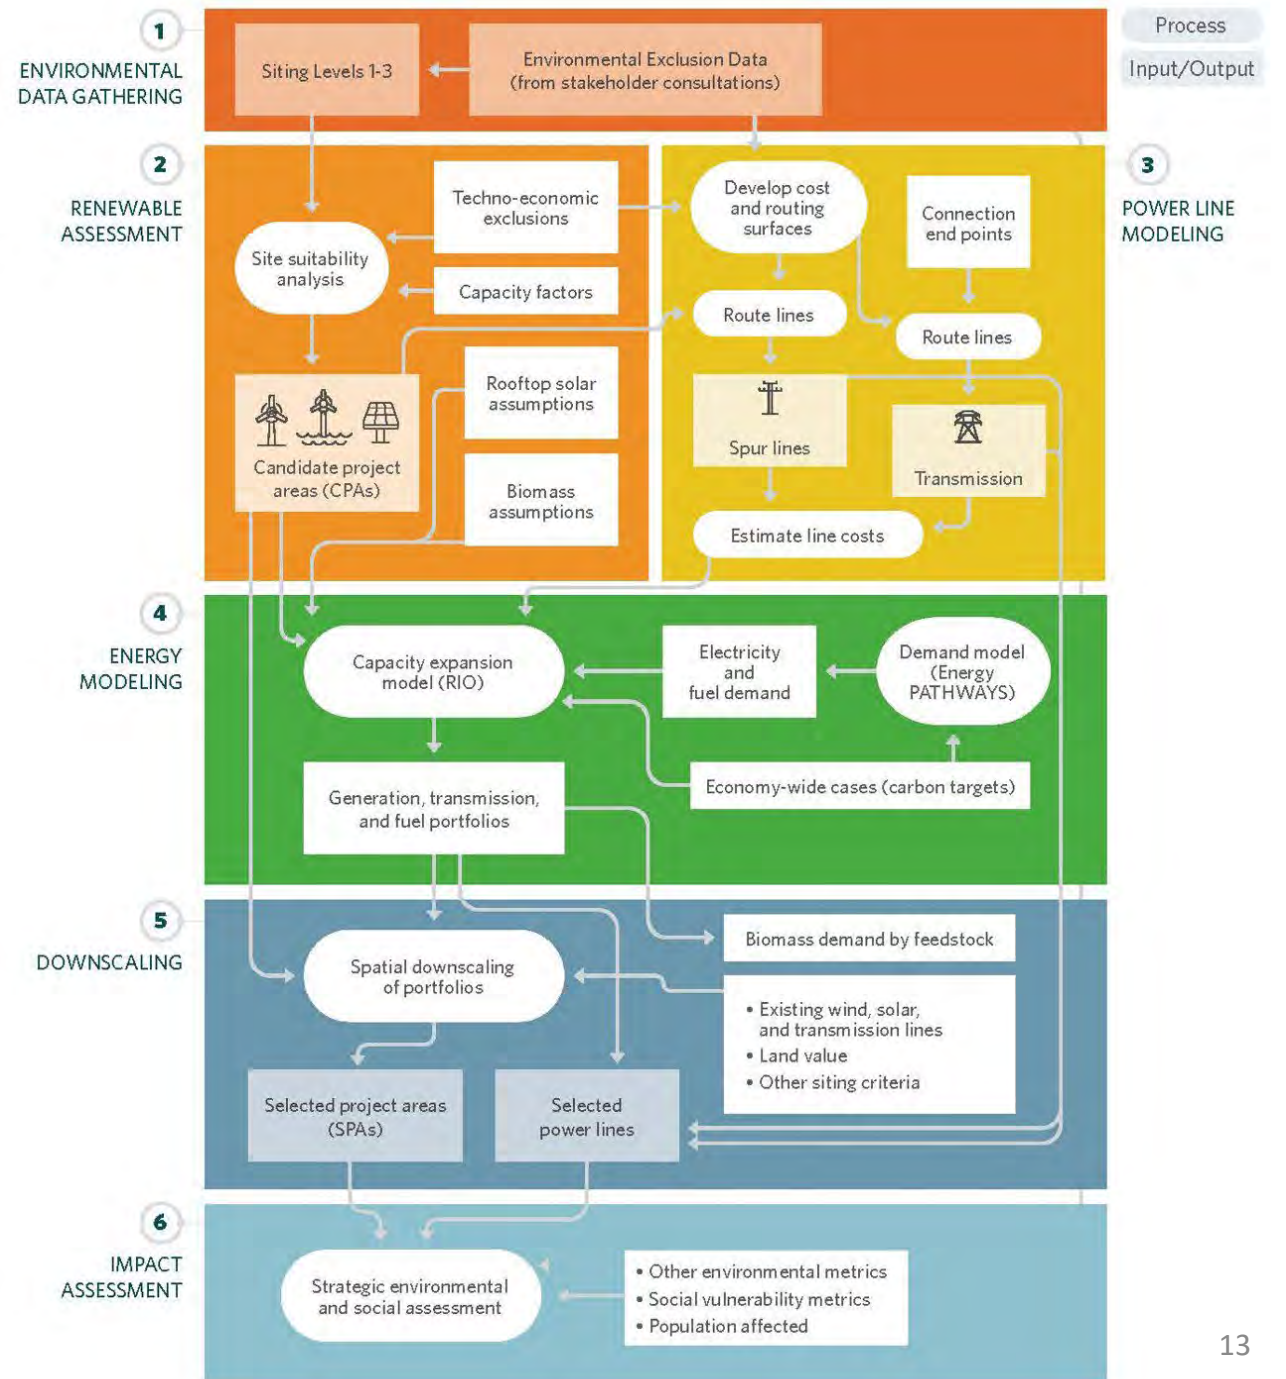 1
ENVIRONMENTAL
DATA GATHERING
Siting Levels 1-3
Environmental Exclusion Data
(from stakeholder consultations)
Process
Input/Output
2
RENEWABLE
ASSESSMENT
Techno-economic
exclusions
Site suitability
analysis
Capacity factors
Rooftop solar
assumptions
Candidate project
areas (CPAs)
Biomass
assumptions
3
POWER LINE
MODELING
Develop cost
and routing
surfaces
Connection
end points
Route lines
Route lines
Spur lines
Transmission
Estimate line costs
4
ENERGY
MODELING
Capacity expansion
model (RIO)
Electricity
and
fuel demand
Demand model
(Energy
PATHWAYS)
Economy-wide cases (carbon targets)
Generation, transmission,
and fuel portfolios
5
DOWNSCALING
Biomass demand by feedstock
Spatial downscaling
of portfolios
• Existing wind, solar,
and transmission lines
• Land value
• Other siting criteria
Selected project areas
(SPAs)
Selected
power lines
6
IMPACT
ASSESSMENT
Strategic environmental
and social assessment
• Other environmental metrics
• Social vulnerability metrics
• Population affected
13